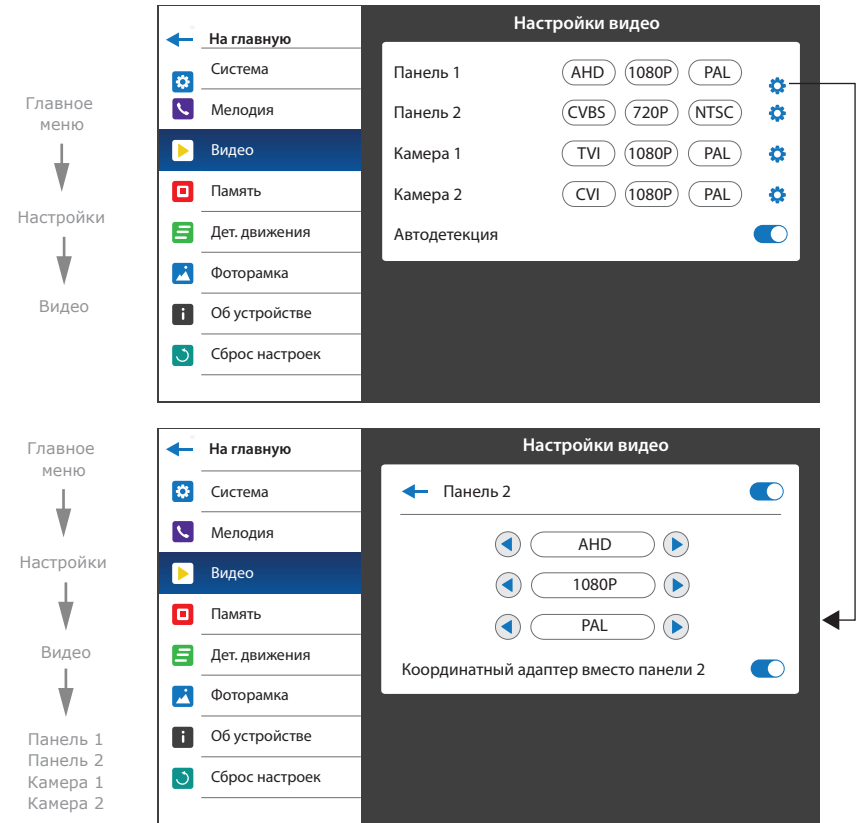 Главное
меню
Настройки
Видео
На главную
Система
Мелодия
Видео
Память
Дет. движения
Фоторамка
Об устройстве
Сброс настроек
Настройки видео
Панель 1 AHD 1080P PAL
Панель 2 CVBS 720P NTSC
Камера 1 TVI 1080P PAL
Камера 2 CVI 1080P PAL
Автодетекция
Главное
меню
Настройки
Видео
Панель 1
Панель 2
Камера 1
Камера 2
На главную
Система
Мелодия
Видео
Память
Дет. движения
Фоторамка
Об устройстве
Сброс настроек
Настройки видео
Панель 2
AHD
1080P
PAL
Координатный адаптер вместо панели 2